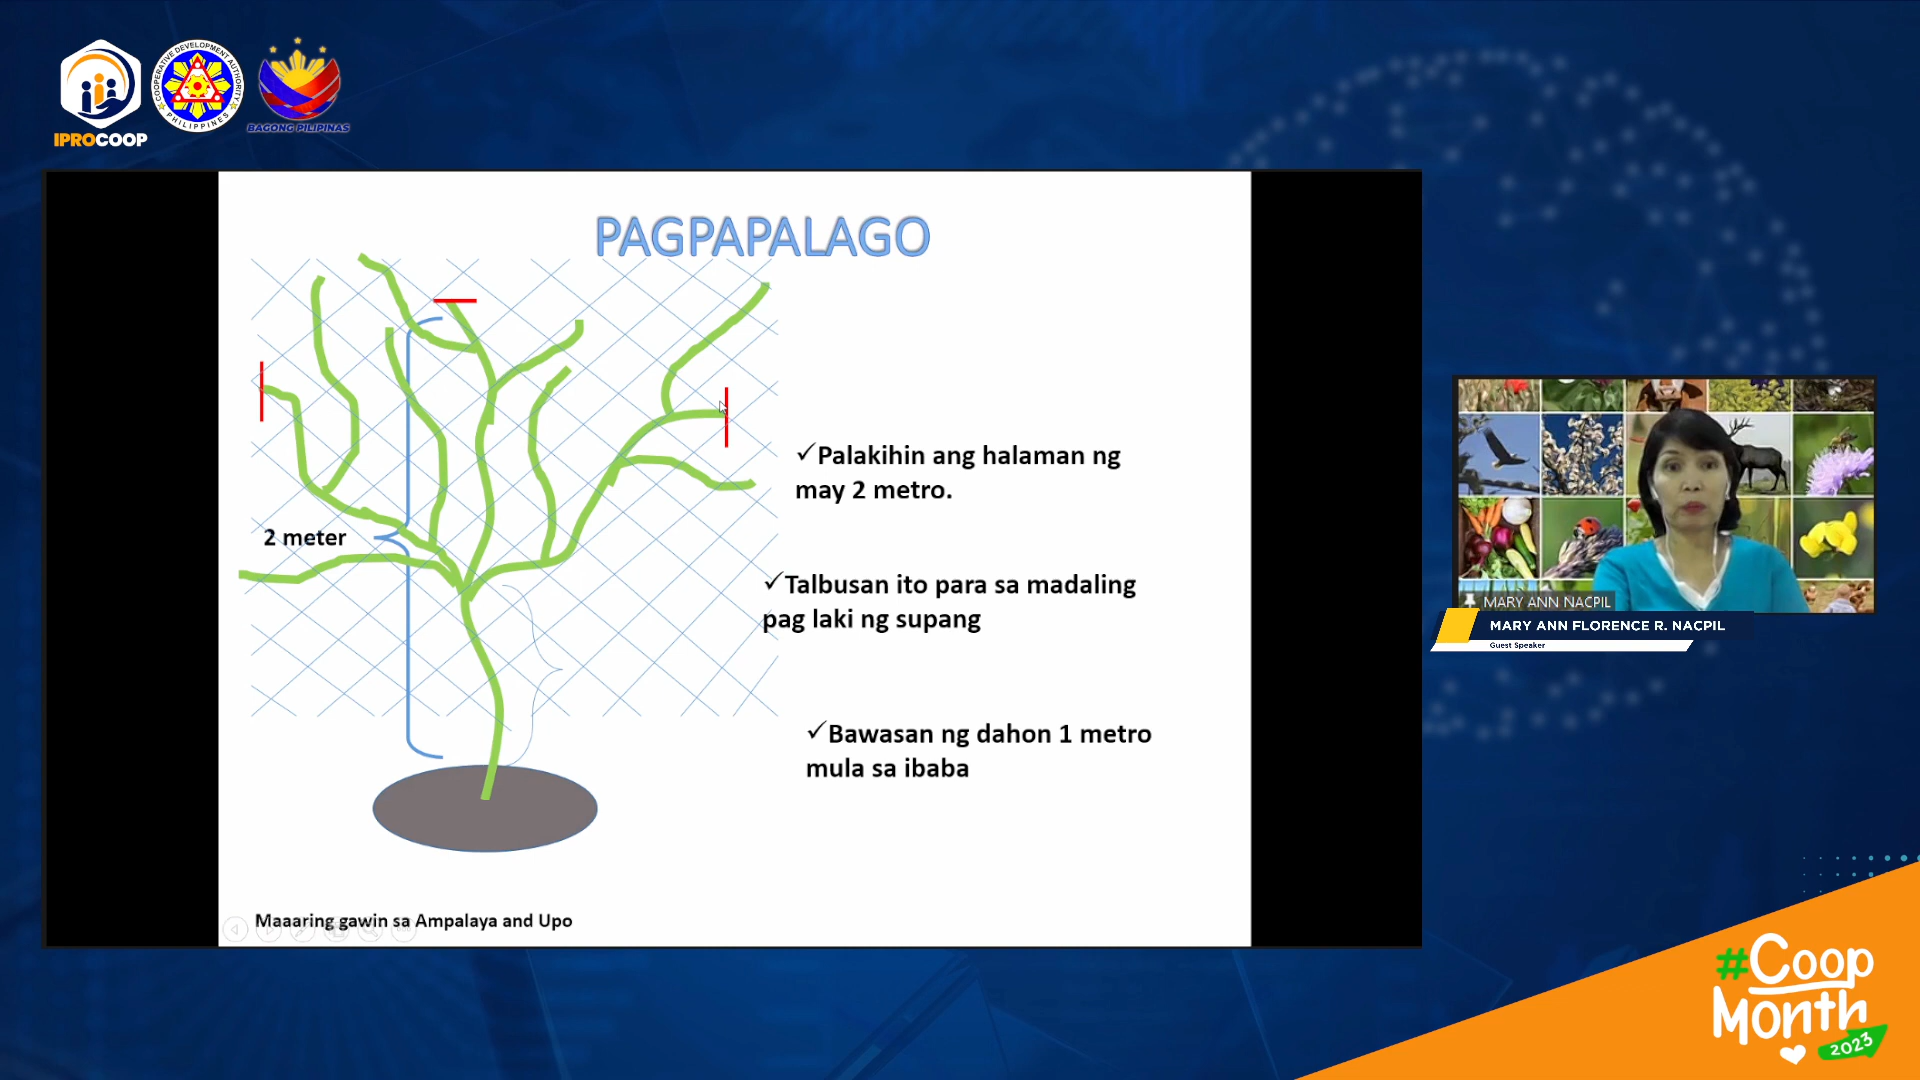 COOPERATIVE DEVELOPMENT AUTHORITY
PHILIPPINES
IPROCOOP
BAGONG PILIPINAS
PAGPAPALAGO
2 meter
✓Palakihin ang halaman ng
may 2 metro.
✓Talbusan ito para sa madaling
pag laki ng supang
✓Bawasan ng dahon 1 metro
mula sa ibaba
Maaaring gawin sa Ampalaya and Upo
MARY ANN NACPIL
MARY ANN FLORENCE R. NACPIL
Guest Speaker
#Coop
Month
2023